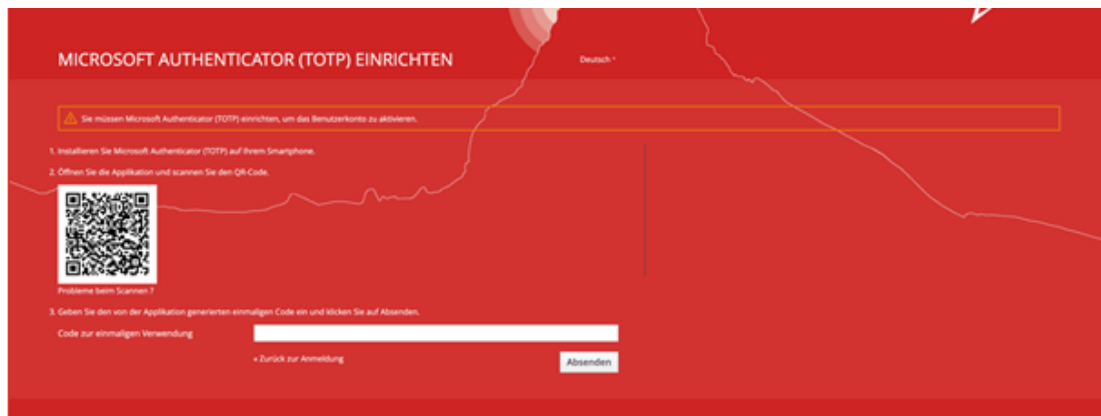 MICROSOFT AUTHENTICATOR (TOTP) EINRICHTEN
Deutsch
Sie müssen Microsoft Authenticator (TOTP) einrichten, um das Benutzerkonto zu aktivieren.
1. Installieren Sie Microsoft Authenticator (TOTP) auf Ihrem Smartphone.
2. Öffnen Sie die Applikation und scannen Sie den QR-Code.
Probleme beim Scannen ?
3. Geben Sie den von der Applikation generierten einmaligen Code ein und klicken Sie auf Absenden.
Code zur einmaligen Verwendung
« Zurück zur Anmeldung
Absenden